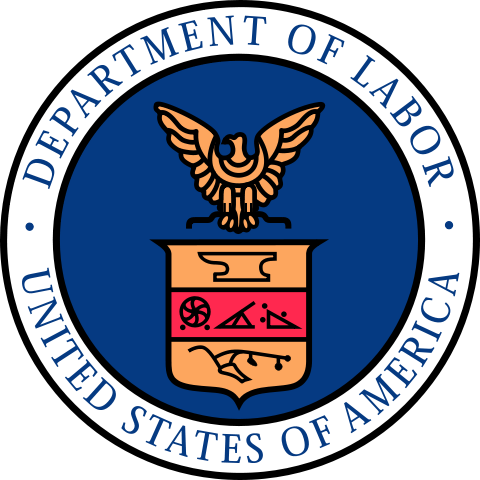 DEPARTMENT OF LABOR
UNITED STATES OF AMERICA